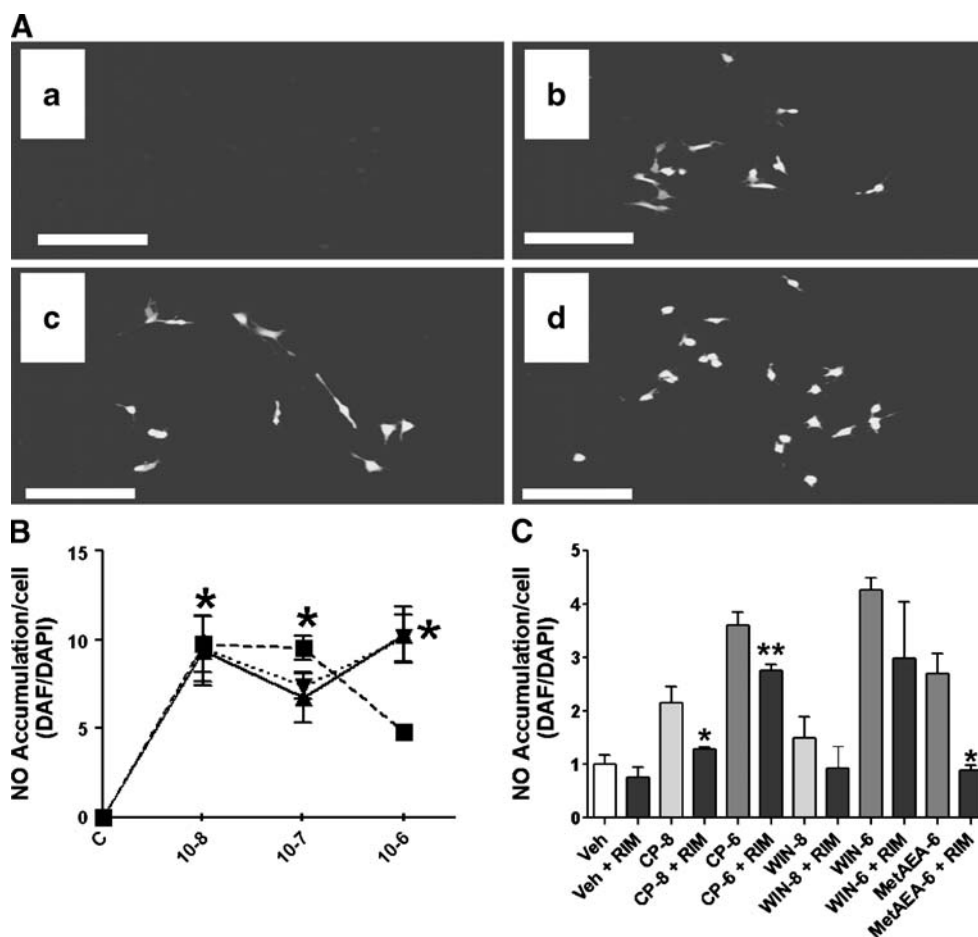 A
a
b
c
d
B
NO Accumulation/cell
(DAF/DAPI)
15
10
5
0
C
10-8
10-7
10-6
*
*
*
C
NO Accumulation/cell
(DAF/DAPI)
5
4
3
2
1
0
*
**
*
Veh
Veh + RIM
CP-8
CP-8 + RIM
CP-6
CP-6 + RIM
WIN-8
WIN-8 + RIM
WIN-6
WIN-6 + RIM
MetAEA-6
MetAEA-6 + RIM